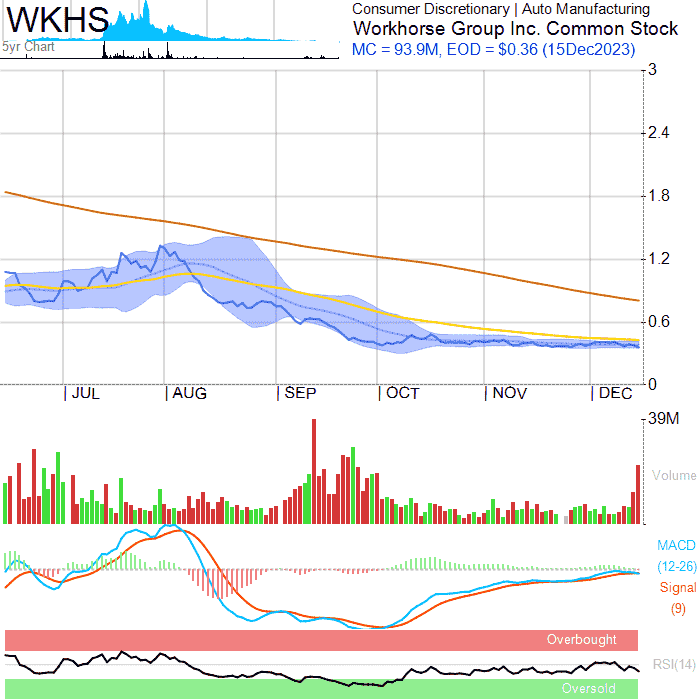 WKHS
5yr Chart
Consumer Discretionary | Auto Manufacturing
Workhorse Group Inc. Common Stock
MC = 93.9M, EOD = $0.36 (15Dec2023)
3
2.4
1.8
1.2
0.6
0
| JUL | AUG | SEP | OCT | NOV | DEC
39M
Volume
MACD
(12-26)
Signal
(9)
Overbought
RSI(14)
Oversold